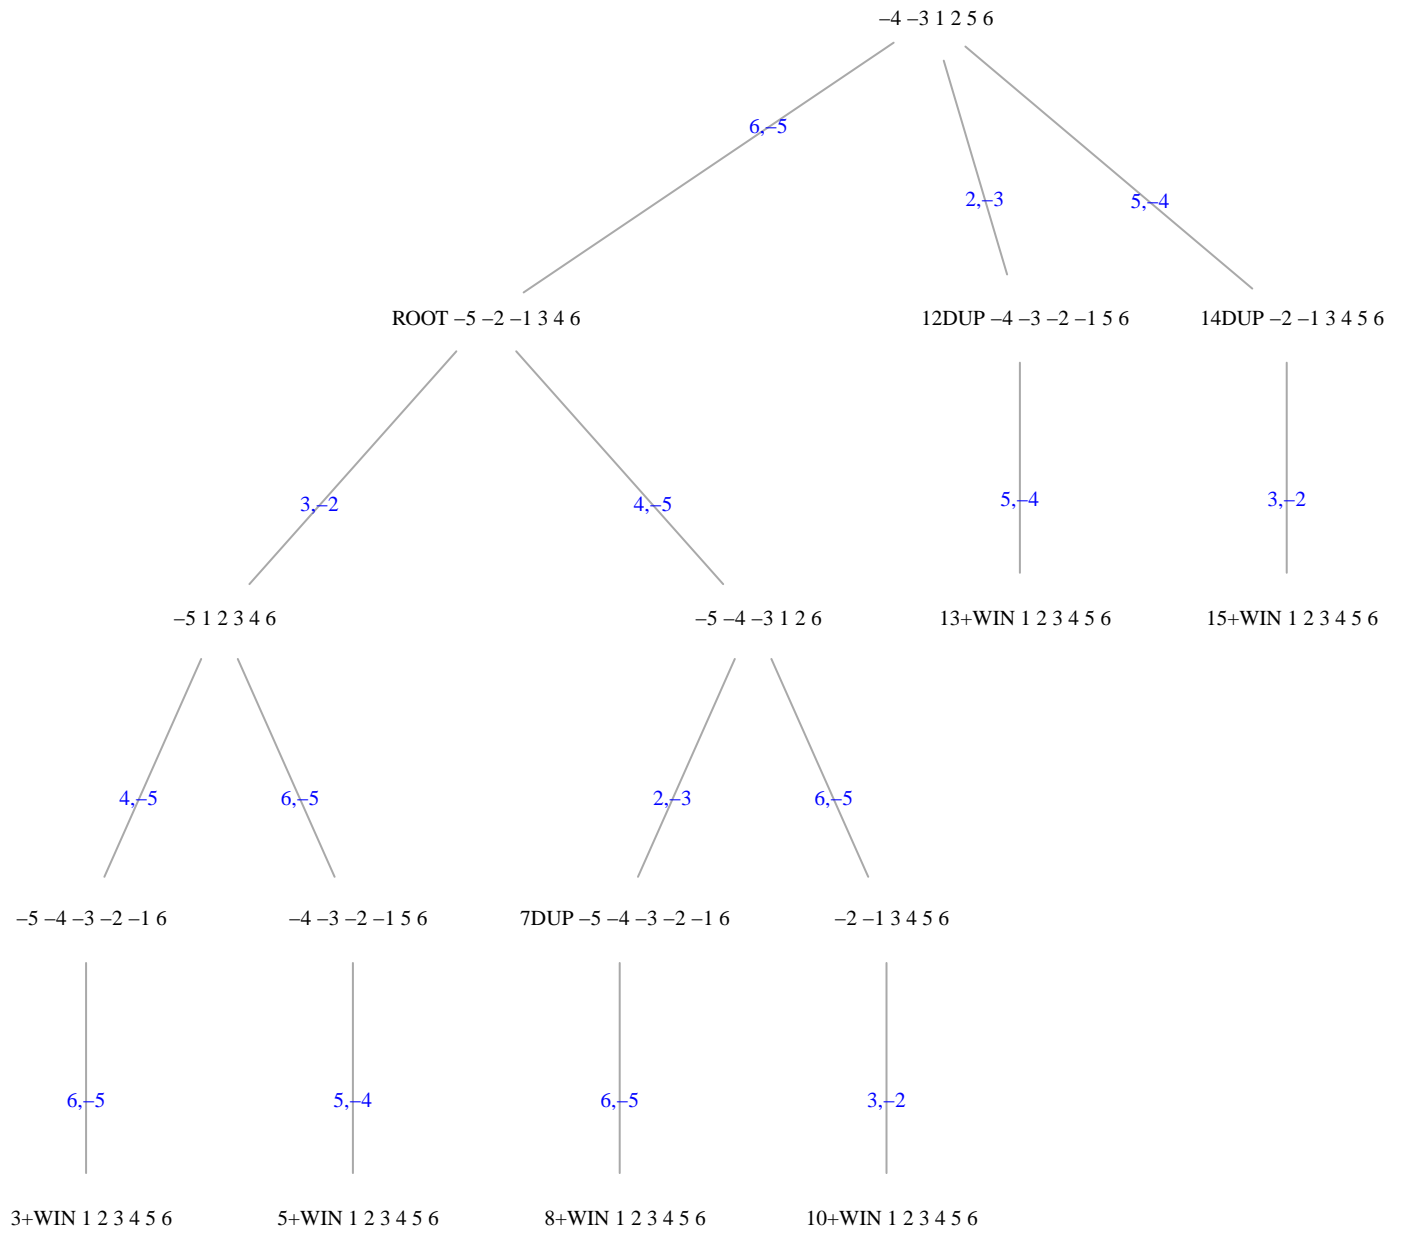 –4 –3 1 2 5 6
6,–5
2,–3
5,–4
ROOT –5 –2 –1 3 4 6
12DUP –4 –3 –2 –1 5 6
14DUP –2 –1 3 4 5 6
3,–2
4,–5
5,–4
3,–2
–5 1 2 3 4 6
–5 –4 –3 1 2 6
13+WIN 1 2 3 4 5 6
15+WIN 1 2 3 4 5 6
4,–5
6,–5
2,–3
6,–5
–5 –4 –3 –2 –1 6
–4 –3 –2 –1 5 6
7DUP –5 –4 –3 –2 –1 6
–2 –1 3 4 5 6
6,–5
5,–4
6,–5
3,–2
3+WIN 1 2 3 4 5 6
5+WIN 1 2 3 4 5 6
8+WIN 1 2 3 4 5 6
10+WIN 1 2 3 4 5 6